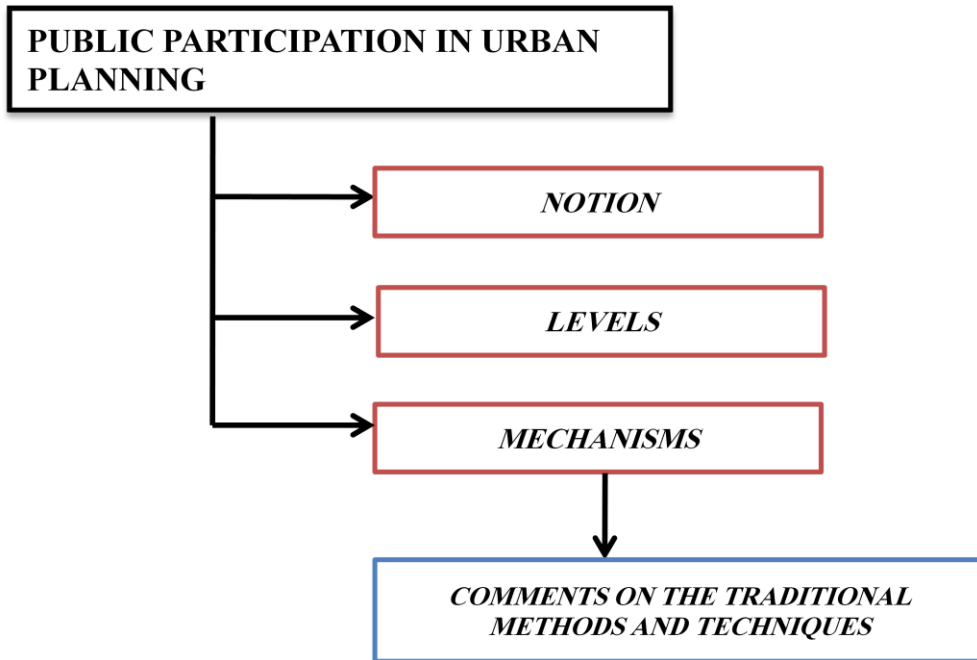 PUBLIC PARTICIPATION IN URBAN
PLANNING
NOTION
LEVELS
MECHANISMS
COMMENTS ON THE TRADITIONAL
METHODS AND TECHNIQUES